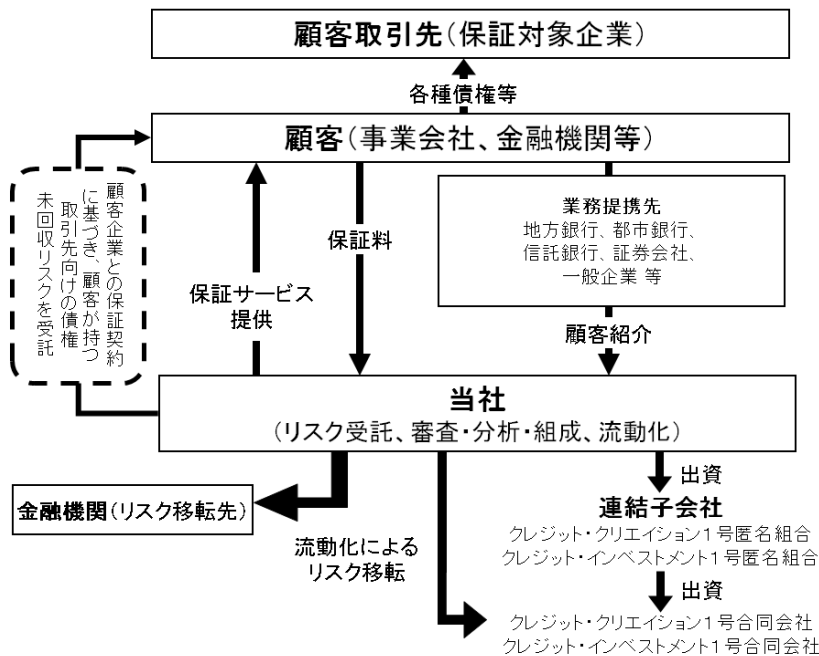 顧客取引先(保証対象企業)
各種債権等
顧客(事業会社、金融機関等)
顧客企業との保証契約
に基づき、顧客が持つ
取引先向けの債権
未回収リスクを受託
保証サービス
提供
保証料
業務提携先
地方銀行、都市銀行、
信託銀行、証券会社、
一般企業 等
顧客紹介
当社
(リスク受託、審査・分析・組成、流動化)
金融機関(リスク移転先)
流動化による
リスク移転
出資
連結子会社
クレジット・クリエイション1号匿名組合
クレジット・インベストメント1号匿名組合
出資
クレジット・クリエイション1号合同会社
クレジット・インベストメント1号合同会社